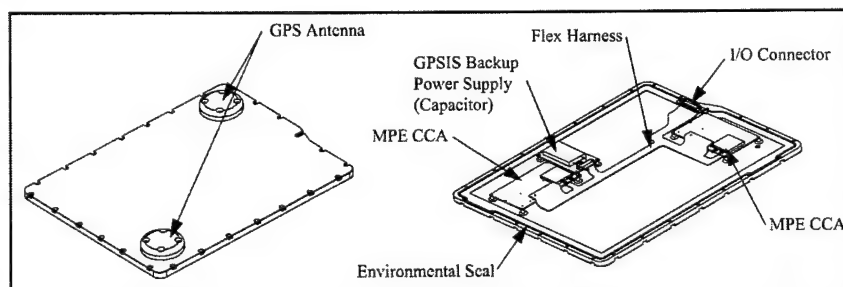 GPS Antenna
Flex Harness
I/O Connector
GPSIS Backup
Power Supply
(Capacitor)
MPE CCA
MPE CCA
Environmental Seal